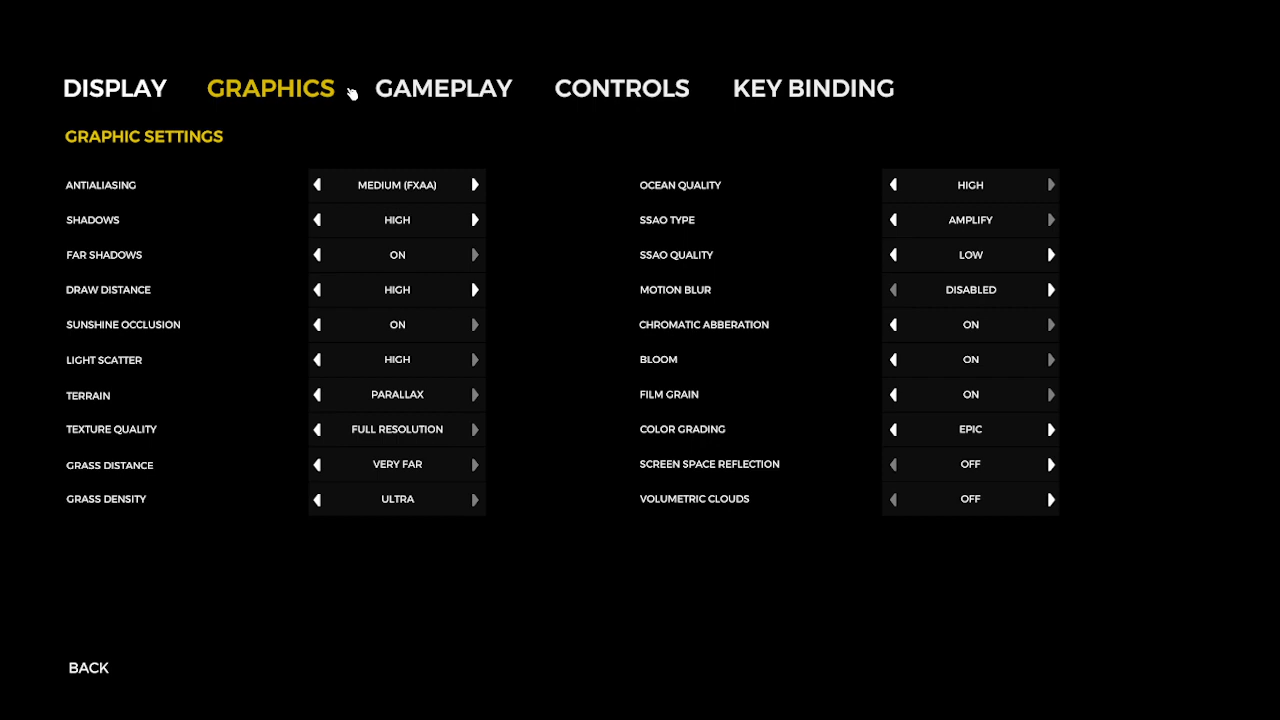 DISPLAY GRAPHICS GAMEPLAY CONTROLS KEY BINDING
GRAPHIC SETTINGS
ANTIALIASING MEDIUM (FXAA)
SHADOWS HIGH
FAR SHADOWS ON
DRAW DISTANCE HIGH
SUNSHINE OCCLUSION ON
LIGHT SCATTER HIGH
TERRAIN PARALLAX
TEXTURE QUALITY FULL RESOLUTION
GRASS DISTANCE VERY FAR
GRASS DENSITY ULTRA
OCEAN QUALITY HIGH
SSAO TYPE AMPLIFY
SSAO QUALITY LOW
MOTION BLUR DISABLED
CHROMATIC ABBERATION ON
BLOOM ON
FILM GRAIN ON
COLOR GRADING EPIC
SCREEN SPACE REFLECTION OFF
VOLUMETRIC CLOUDS OFF
BACK